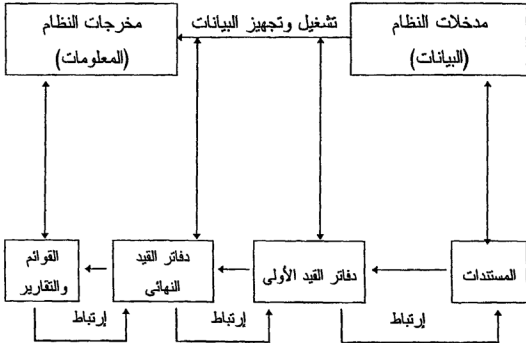 مدخلات النظام
(البيانات)
تشغيل وتجهيز البيانات
مخرجات النظام
(المعلومات)
المستندات
دفاتر القيد الأولى
دفاتر القيد
النهائى
القوائم
والتقارير
إرتباط
إرتباط
إرتباط